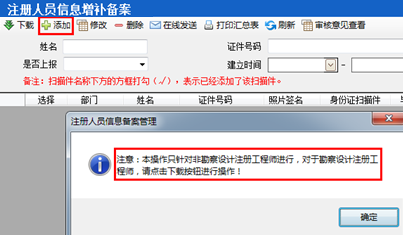 注册人员信息增补备案
下载 添加 修改 删除 在线发送 打印汇总表 刷新 审核意见查看
姓名 证件号码
是否上报 建立时间 -
备注：扫描件名称下方的方框打勾（√），表示已经添加了该扫描件。
选择 部门 姓名 证件号码 照片签名 身份证扫描件
注册人员信息备案管理
注意：本操作只针对非勘察设计注册工程师进行，对于勘察设计注册工
程师，请点击下载按钮进行操作！
确定